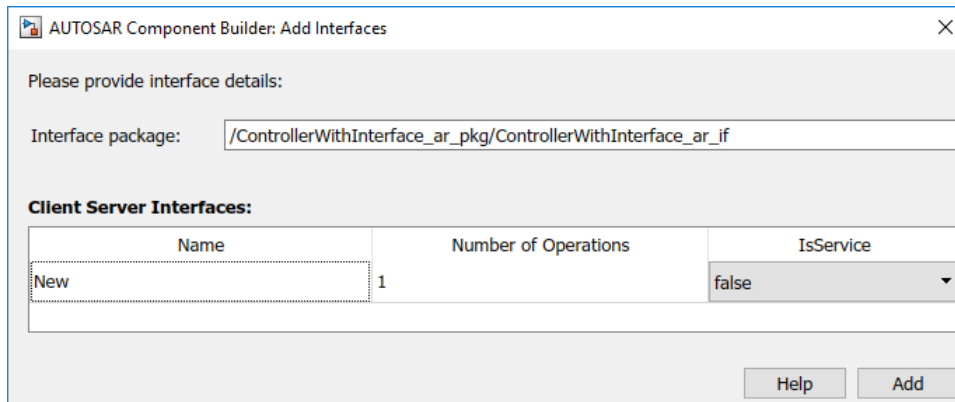 AUTOSAR Component Builder: Add Interfaces
Please provide interface details:
Interface package: /ControllerWithInterface_ar_pkg/ControllerWithInterface_ar_if
Client Server Interfaces:
Name Number of Operations IsService
New 1 false
Help Add